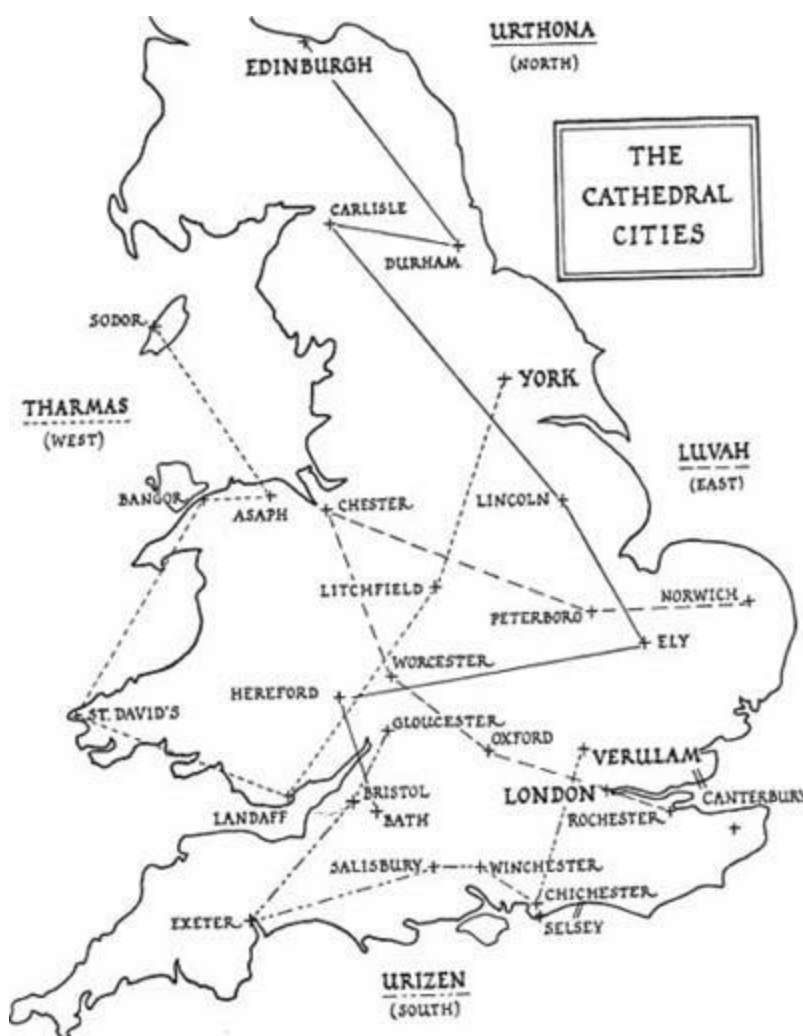 URTHONA
(NORTH)
EDINBURGH
THE
CATHEDRAL
CITIES
CARLISLE
DURHAM
SODOR
YORK
THARMAS
(WEST)
LUVAH
(EAST)
BANGOR
ASAPH
CHESTER
LINCOLN
LITCHFIELD
PETERBORO
NORWICH
ELY
WORCESTER
HEREFORD
ST. DAVID'S
GLOUCESTER
OXFORD
VERULAM
LONDON
CANTERBURY
BRISTOL
LANDAFF
BATH
ROCHESTER
SALISBURY
WINCHESTER
CHICHESTER
EXETER
SELSEY
URIZEN
(SOUTH)